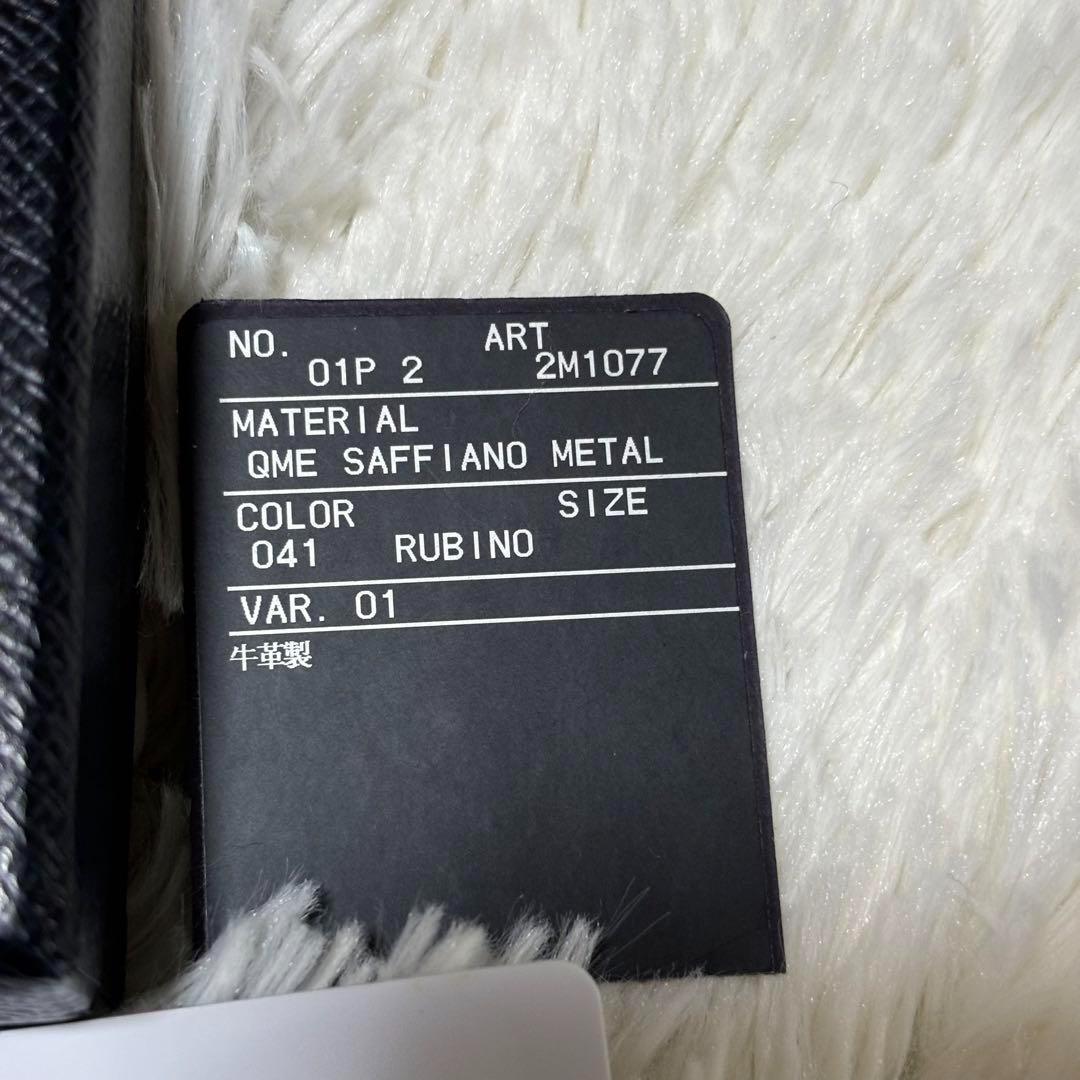 NO. ART
01P 2 2M1077
MATERIAL
QME SAFFIANO METAL
COLOR SIZE
041 RUBINO
VAR. 01
牛革製